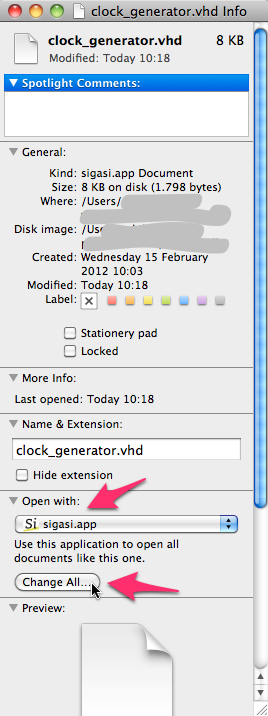 clock_generator.vhd Info
clock_generator.vhd 8 KB
Modified: Today 10:18
Spotlight Comments:
General:
Kind: sigasi.app Document
Size: 8 KB on disk (1.798 bytes)
Where: /Users/
Disk image: /Use
Created: Wednesday 15 February
2012 10:03
Modified: Today 10:18
Label:
Stationery pad
Locked
More Info:
Last opened: Today 10:18
Name & Extension:
clock_generator.vhd
Hide extension
Open with:
Si sigasi.app
Use this application to open all
documents like this one.
Change All...
Preview: